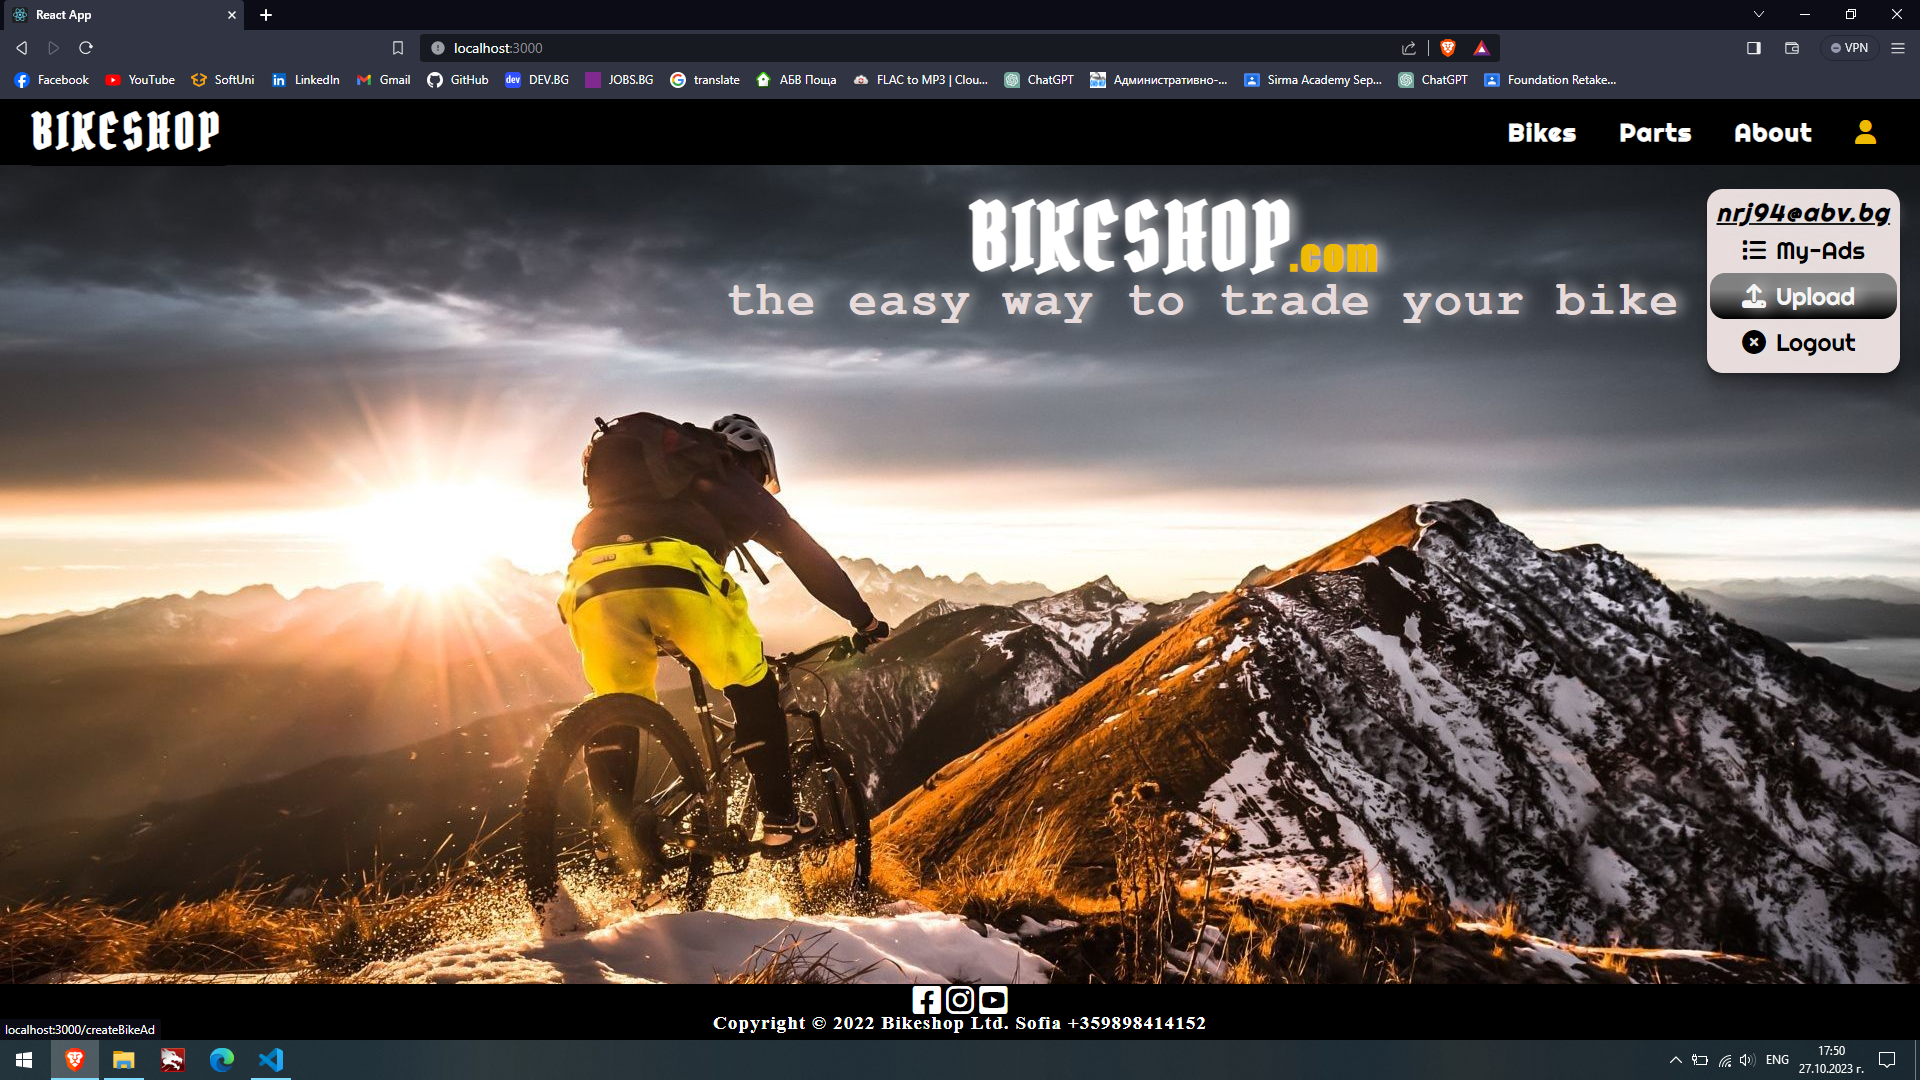 React App
localhost:3000
VPN
Facebook YouTube SoftUni LinkedIn Gmail GitHub DEV.BG JOBS.BG translate АБВ Поща FLAC to MP3 | Clou... ChatGPT Административно-... Sirma Academy Sep... ChatGPT Foundation Retake...
BIKESHOP
Bikes Parts About
BIKESHOP.com
the easy way to trade your bike
nrj94@abv.bg
My-Ads
Upload
Logout
Copyright © 2022 Bikeshop Ltd. Sofia +359898414152
localhost:3000/createBikeAd
ENG
17:50
27.10.2023 г.